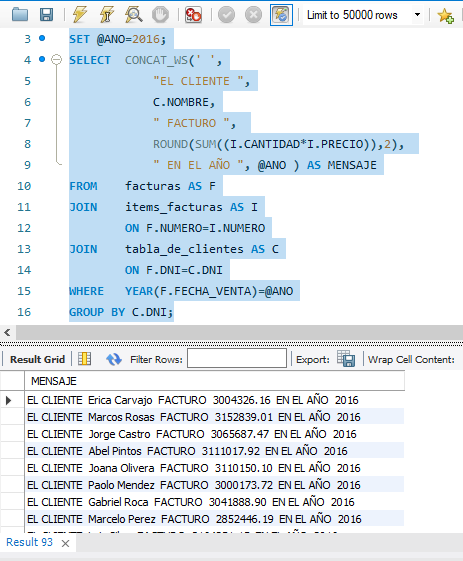 Limit to 50000 rows
3 SET @ANO=2016;
4 SELECT CONCAT_WS(' ',
5 "EL CLIENTE ",
6 C.NOMBRE,
7 " FACTURO ",
8 ROUND(SUM((I.CANTIDAD*I.PRECIO)),2),
9 " EN EL AÑO ", @ANO ) AS MENSAJE
10 FROM facturas AS F
11 JOIN items_facturas AS I
12 ON F.NUMERO=I.NUMERO
13 JOIN tabla_de_clientes AS C
14 ON F.DNI=C.DNI
15 WHERE YEAR(F.FECHA_VENTA)=@ANO
16 GROUP BY C.DNI;
Result Grid Filter Rows: Export: Wrap Cell Content:
MENSAJE
EL CLIENTE Erica Carvajo FACTURO 3004326.16 EN EL AÑO 2016
EL CLIENTE Marcos Rosas FACTURO 3152839.01 EN EL AÑO 2016
EL CLIENTE Jorge Castro FACTURO 3065687.47 EN EL AÑO 2016
EL CLIENTE Abel Pintos FACTURO 3111017.92 EN EL AÑO 2016
EL CLIENTE Joana Olivera FACTURO 3110150.10 EN EL AÑO 2016
EL CLIENTE Paolo Mendez FACTURO 3000173.72 EN EL AÑO 2016
EL CLIENTE Gabriel Roca FACTURO 3041888.90 EN EL AÑO 2016
EL CLIENTE Marcelo Perez FACTURO 2852446.19 EN EL AÑO 2016
Result 93